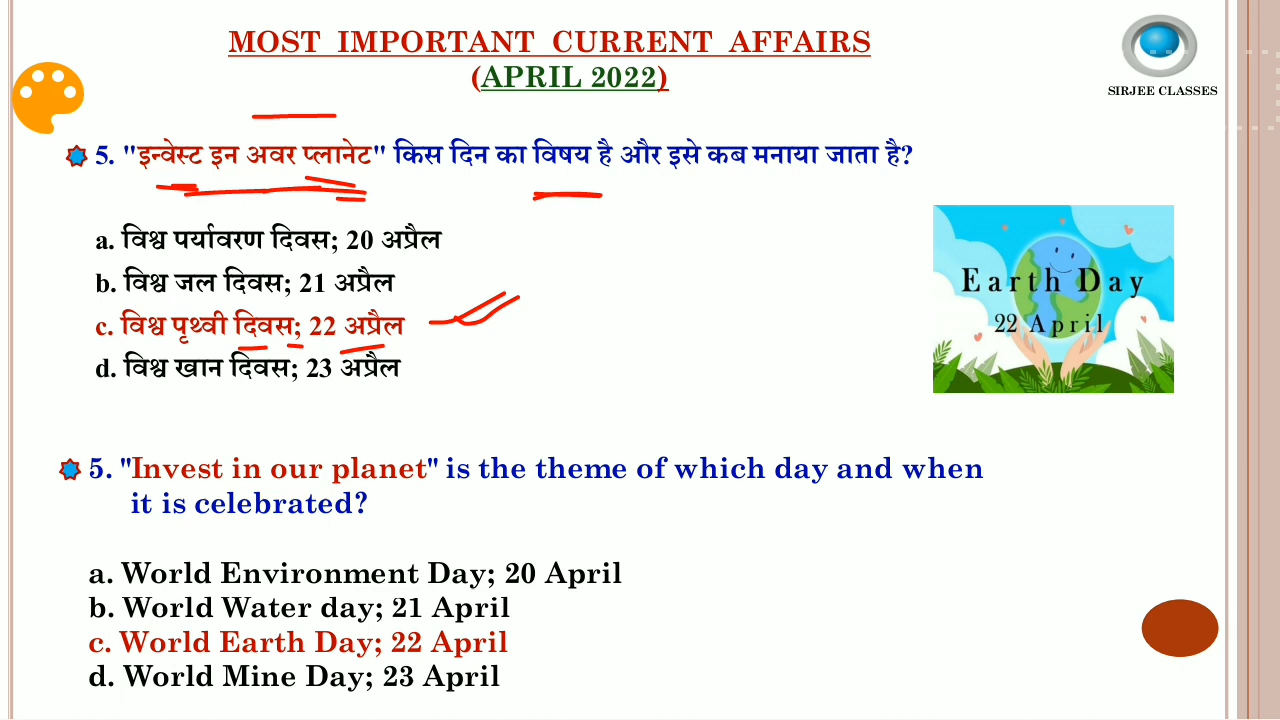 MOST IMPORTANT CURRENT AFFAIRS
(APRIL 2022)
SIRJEE CLASSES
5. "इन्वेस्ट इन अवर प्लानेट" किस दिन का विषय है और इसे कब मनाया जाता है?
a. विश्व पर्यावरण दिवस; 20 अप्रैल
b. विश्व जल दिवस; 21 अप्रैल
c. विश्व पृथ्वी दिवस; 22 अप्रैल
d. विश्व खान दिवस; 23 अप्रैल
Earth Day
22 April
5. "Invest in our planet" is the theme of which day and when
it is celebrated?
a. World Environment Day; 20 April
b. World Water day; 21 April
c. World Earth Day; 22 April
d. World Mine Day; 23 April